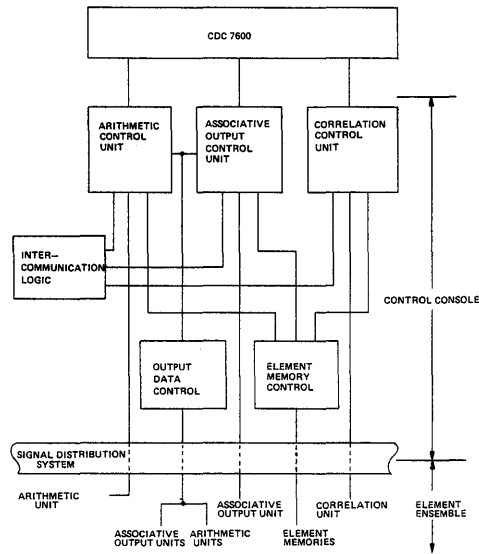 CDC 7600
ARITHMETIC
CONTROL
UNIT
ASSOCIATIVE
OUTPUT
CONTROL
UNIT
CORRELATION
CONTROL
UNIT
INTER-
COMMUNICATION
LOGIC
CONTROL CONSOLE
OUTPUT
DATA
CONTROL
ELEMENT
MEMORY
CONTROL
SIGNAL DISTRIBUTION
SYSTEM
ARITHMETIC
UNIT
ASSOCIATIVE
OUTPUT UNIT
CORRELATION
UNIT
ELEMENT
ENSEMBLE
ASSOCIATIVE
OUTPUT UNITS
ARITHMETIC
UNITS
ELEMENT
MEMORIES